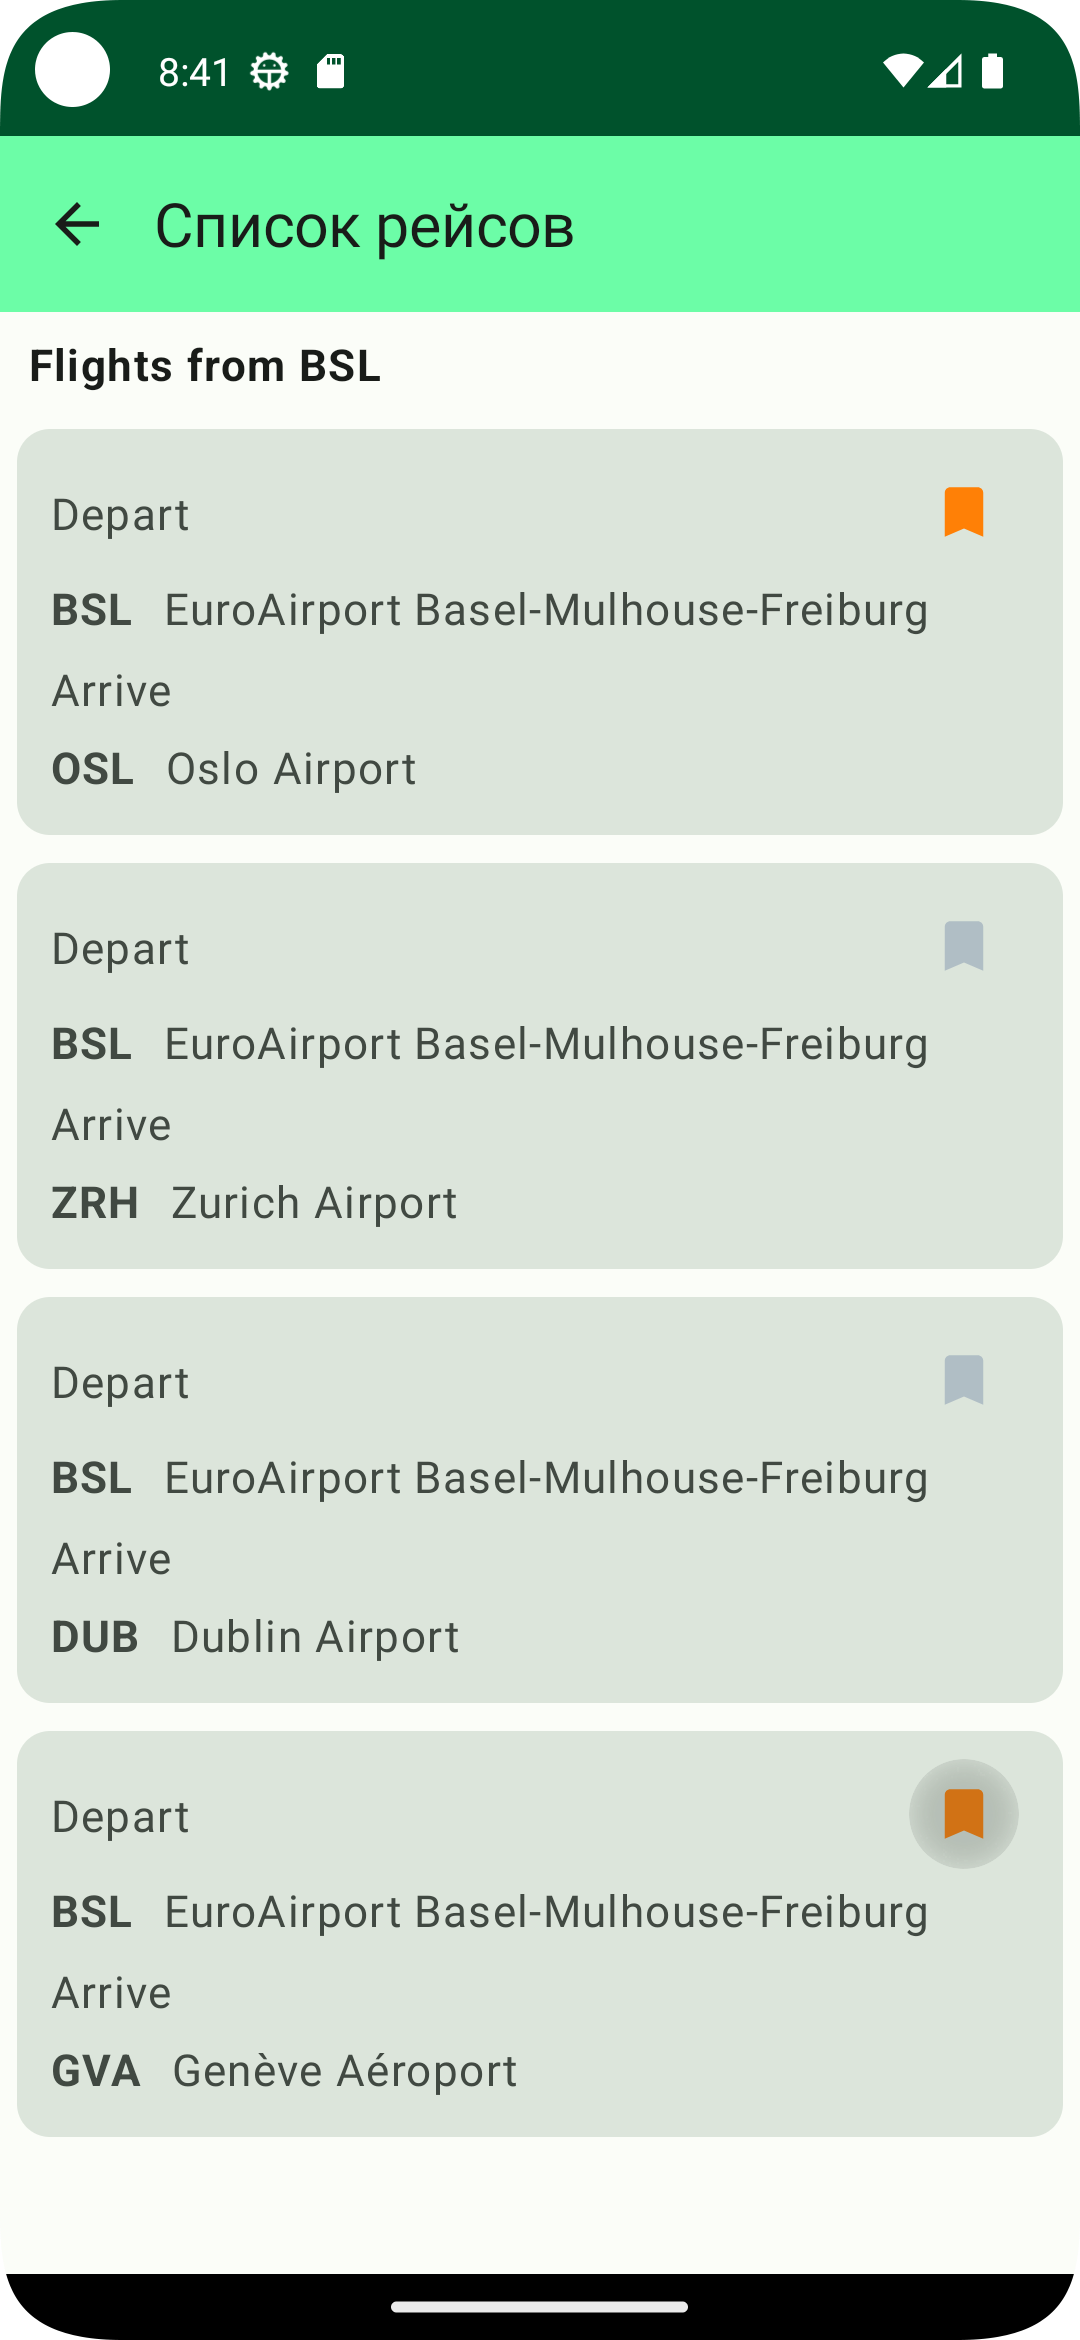 8:41
Список рейсов
Flights from BSL
Depart
BSL EuroAirport Basel-Mulhouse-Freiburg
Arrive
OSL Oslo Airport
Depart
BSL EuroAirport Basel-Mulhouse-Freiburg
Arrive
ZRH Zurich Airport
Depart
BSL EuroAirport Basel-Mulhouse-Freiburg
Arrive
DUB Dublin Airport
Depart
BSL EuroAirport Basel-Mulhouse-Freiburg
Arrive
GVA Genève Aéroport